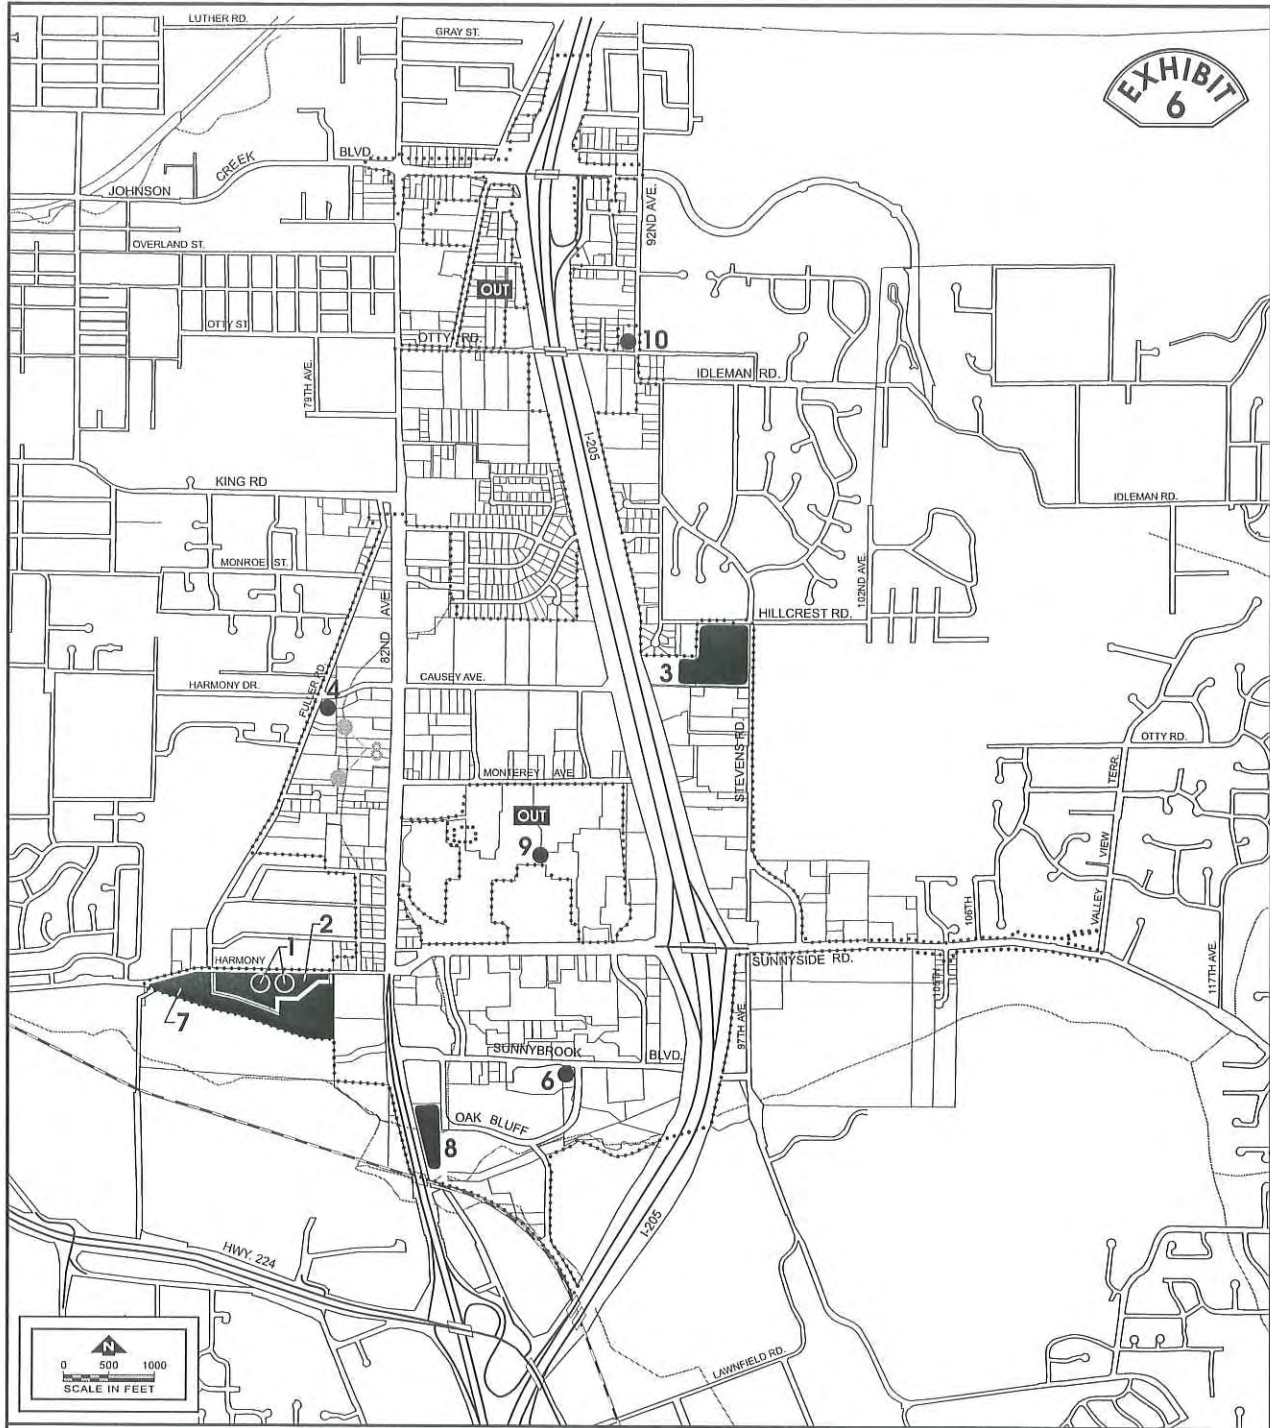 LUTHER RD.
GRAY ST.
EXHIBIT
6
JOHNSON
CREEK
BLVD.
92ND AVE.
OVERLAND ST.
OUT
OTTY ST
OTTY RD.
10
IDLEMAN RD.
79TH AVE.
I-205
KING RD
IDLEMAN RD.
MONROE ST.
102ND AVE.
HILLCREST RD.
82ND AVE
3
CAUSEY AVE.
HARMONY DR.
FULLER RD.
4
8
STEVENS RD.
OTTY RD.
MONTEREY AVE.
TERR.
VIEW
VALLEY
OUT
9
106TH
2
1
HARMONY
SUNNYSIDE RD.
117TH AVE.
7
97TH AVE.
SUNNYBROOK
BLVD.
6
OAK BLUFF
8
I-205
HWY. 224
N
0 500 1000
SCALE IN FEET
LAWNFIELD RD.